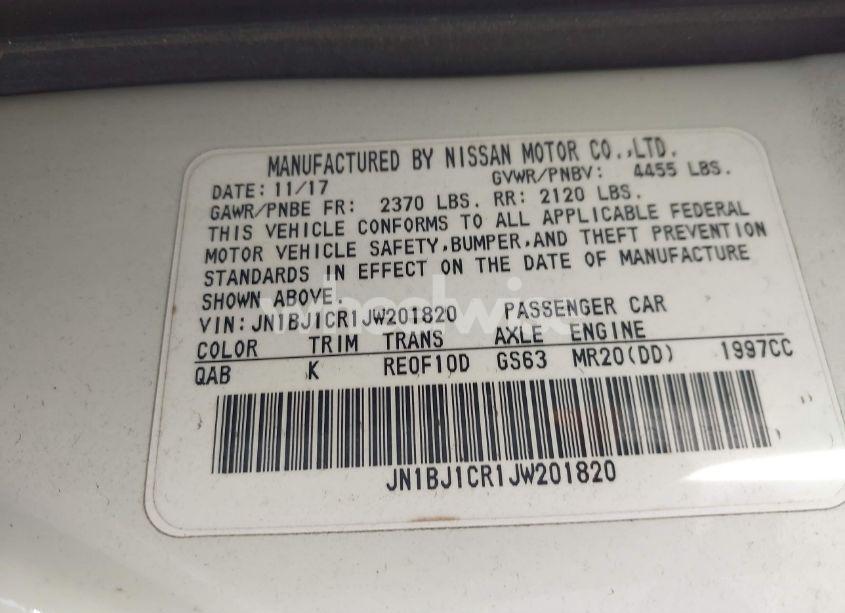 MANUFACTURED BY NISSAN MOTOR CO.,LTD.
DATE: 11/17 GVWR/PNBV: 4455 LBS.
GAWR/PNBE FR: 2370 LBS. RR: 2120 LBS.
THIS VEHICLE CONFORMS TO ALL APPLICABLE FEDERAL
MOTOR VEHICLE SAFETY,BUMPER,AND THEFT PREVENTION
STANDARDS IN EFFECT ON THE DATE OF MANUFACTURE
SHOWN ABOVE.
VIN: JN1BJ1CR1JW201820 PASSENGER CAR
COLOR TRIM TRANS AXLE ENGINE
QAB K RE0F10D GS63 MR20(DD) 1997CC
JN1BJ1CR1JW201820